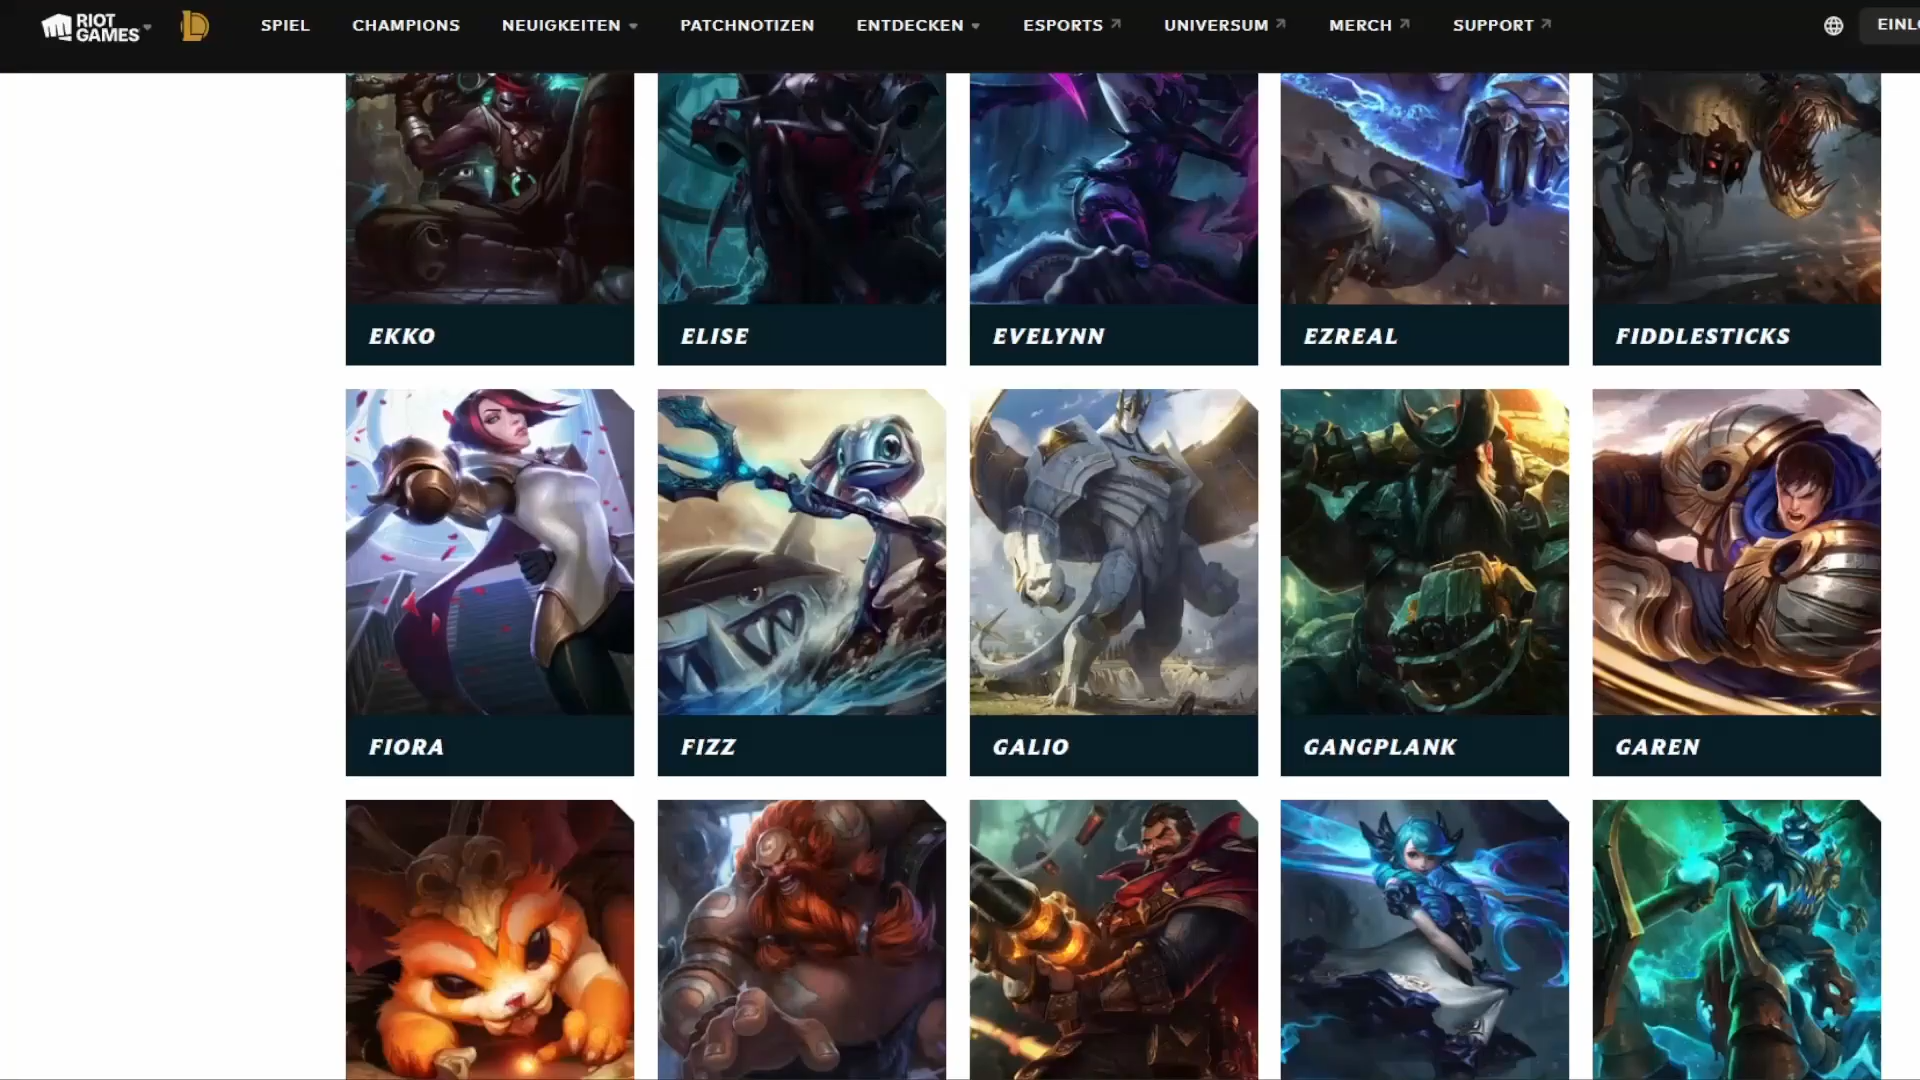 RIOT GAMES
SPIEL CHAMPIONS NEUIGKEITEN PATCHNOTIZEN ENTDECKEN ESPORTS UNIVERSUM MERCH SUPPORT EINLO
EKKO ELISE EVELYNN EZREAL FIDDLESTICKS
FIORA FIZZ GALIO GANGPLANK GAREN